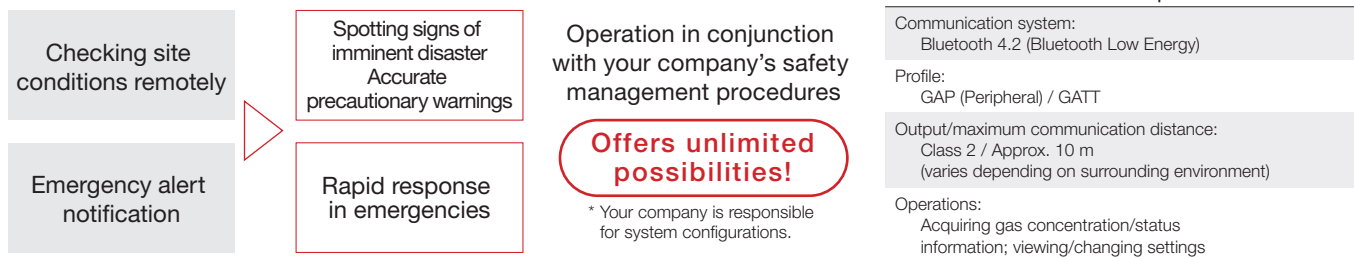 Checking site
conditions remotely
Emergency alert
notification
Spotting signs of
imminent disaster
Accurate
precautionary warnings
Rapid response
in emergencies
Operation in conjunction
with your company's safety
management procedures
Offers unlimited
possibilities!
* Your company is responsible
for system configurations.
Communication system:
Bluetooth 4.2 (Bluetooth Low Energy)
Profile:
GAP (Peripheral) / GATT
Output/maximum communication distance:
Class 2 / Approx. 10 m
(varies depending on surrounding environment)
Operations:
Acquiring gas concentration/status
information; viewing/changing settings